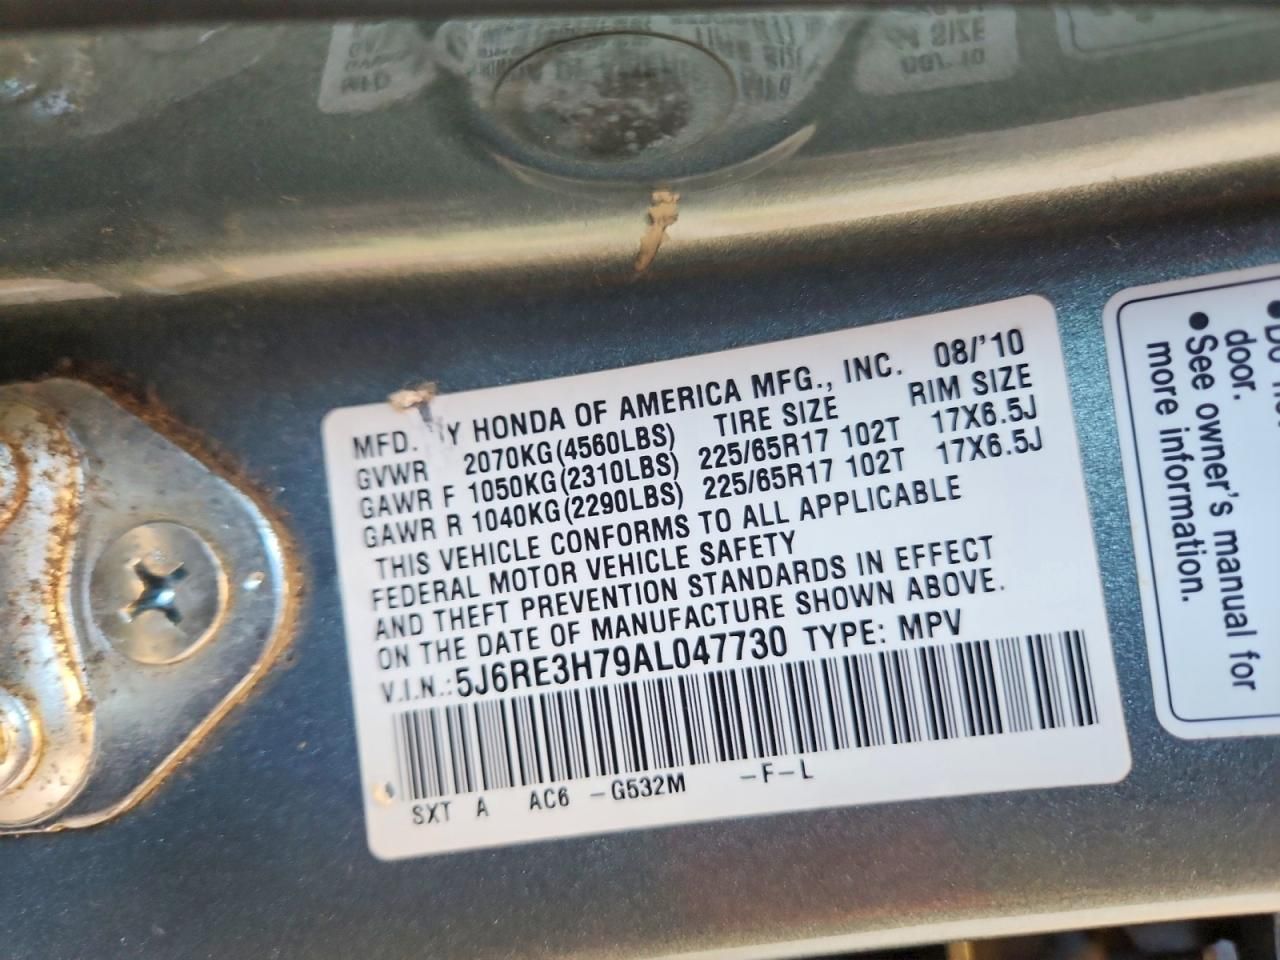 MFD. BY HONDA OF AMERICA MFG., INC. 08/'10
GVWR 2070KG(4560LBS) TIRE SIZE RIM SIZE
GAWR F 1050KG(2310LBS) 225/65R17 102T 17X6.5J
GAWR R 1040KG(2290LBS) 225/65R17 102T 17X6.5J
THIS VEHICLE CONFORMS TO ALL APPLICABLE
FEDERAL MOTOR VEHICLE SAFETY
AND THEFT PREVENTION STANDARDS IN EFFECT
ON THE DATE OF MANUFACTURE SHOWN ABOVE.
V.I.N.:5J6RE3H79AL047730 TYPE: MPV
SXT A AC6 -G532M -F-L
door.
●See owner's manual for
more information.